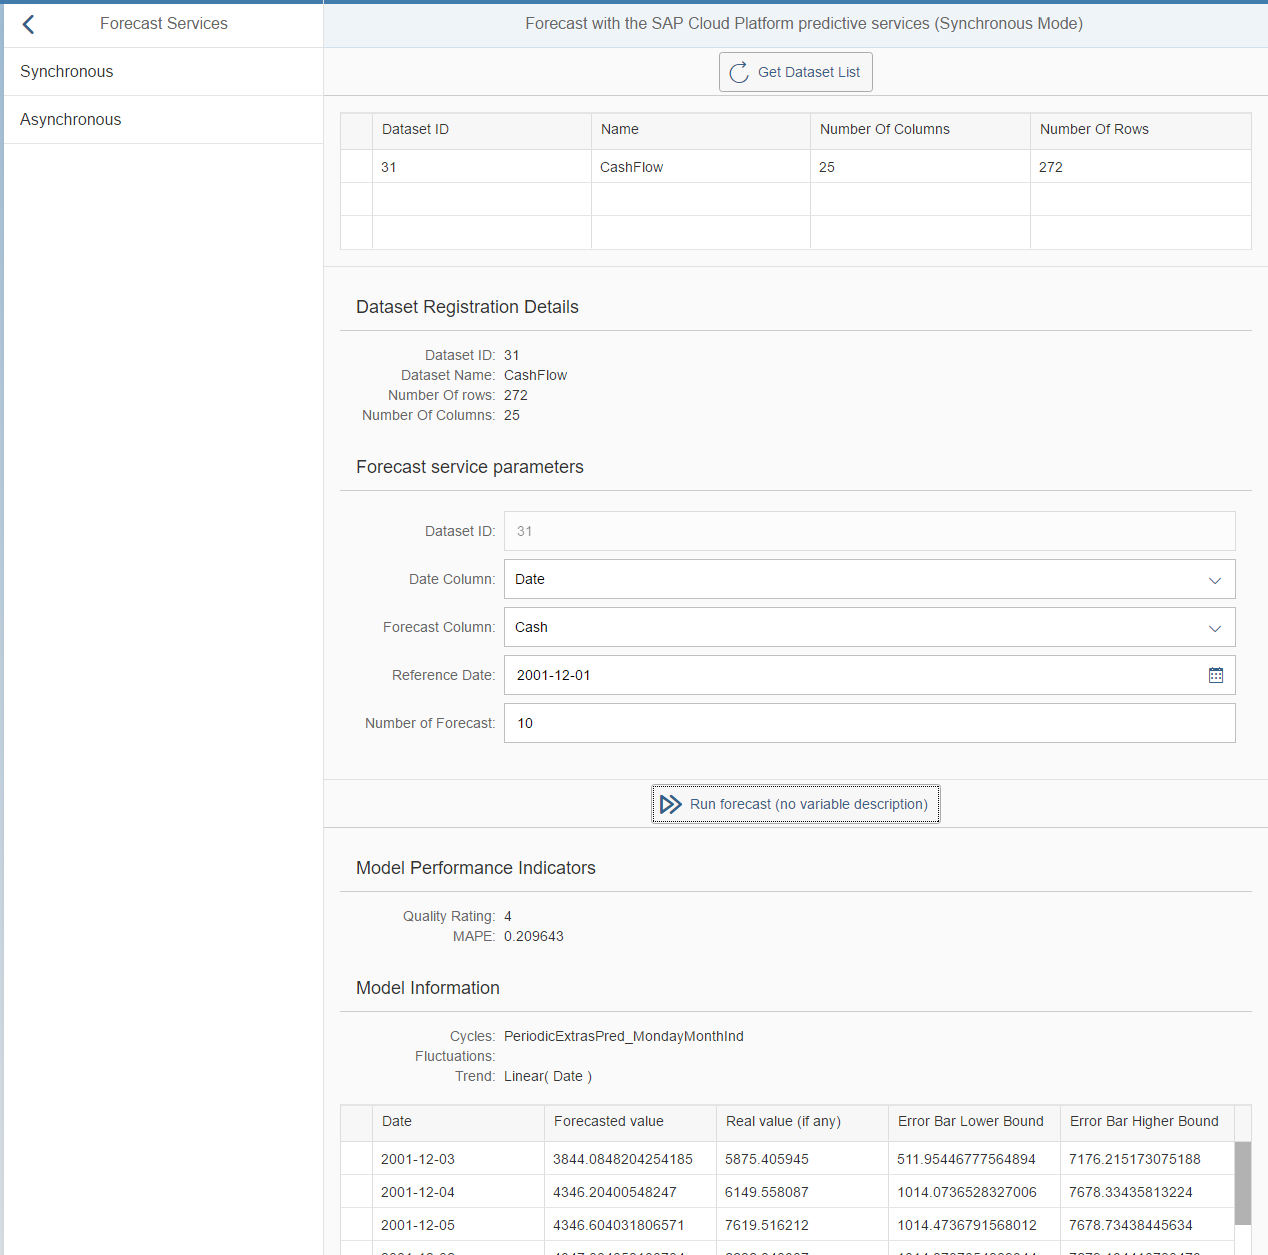 Forecast Services
Forecast with the SAP Cloud Platform predictive services (Synchronous Mode)
Synchronous
Asynchronous
Get Dataset List
Dataset ID Name Number Of Columns Number Of Rows
31 CashFlow 25 272
Dataset Registration Details
Dataset ID: 31
Dataset Name: CashFlow
Number Of rows: 272
Number Of Columns: 25
Forecast service parameters
Dataset ID: 31
Date Column: Date
Forecast Column: Cash
Reference Date: 2001-12-01
Number of Forecast: 10
Run forecast (no variable description)
Model Performance Indicators
Quality Rating: 4
MAPE: 0.209643
Model Information
Cycles: PeriodicExtrasPred_MondayMonthInd
Fluctuations:
Trend: Linear( Date )
Date Forecasted value Real value (if any) Error Bar Lower Bound Error Bar Higher Bound
2001-12-03 3844.0848204254185 5875.405945 511.95446777564894 7176.215173075188
2001-12-04 4346.20400548247 6149.558087 1014.0736528327006 7678.33435813224
2001-12-05 4346.604031806571 7619.516212 1014.4736791568012 7678.73438445634